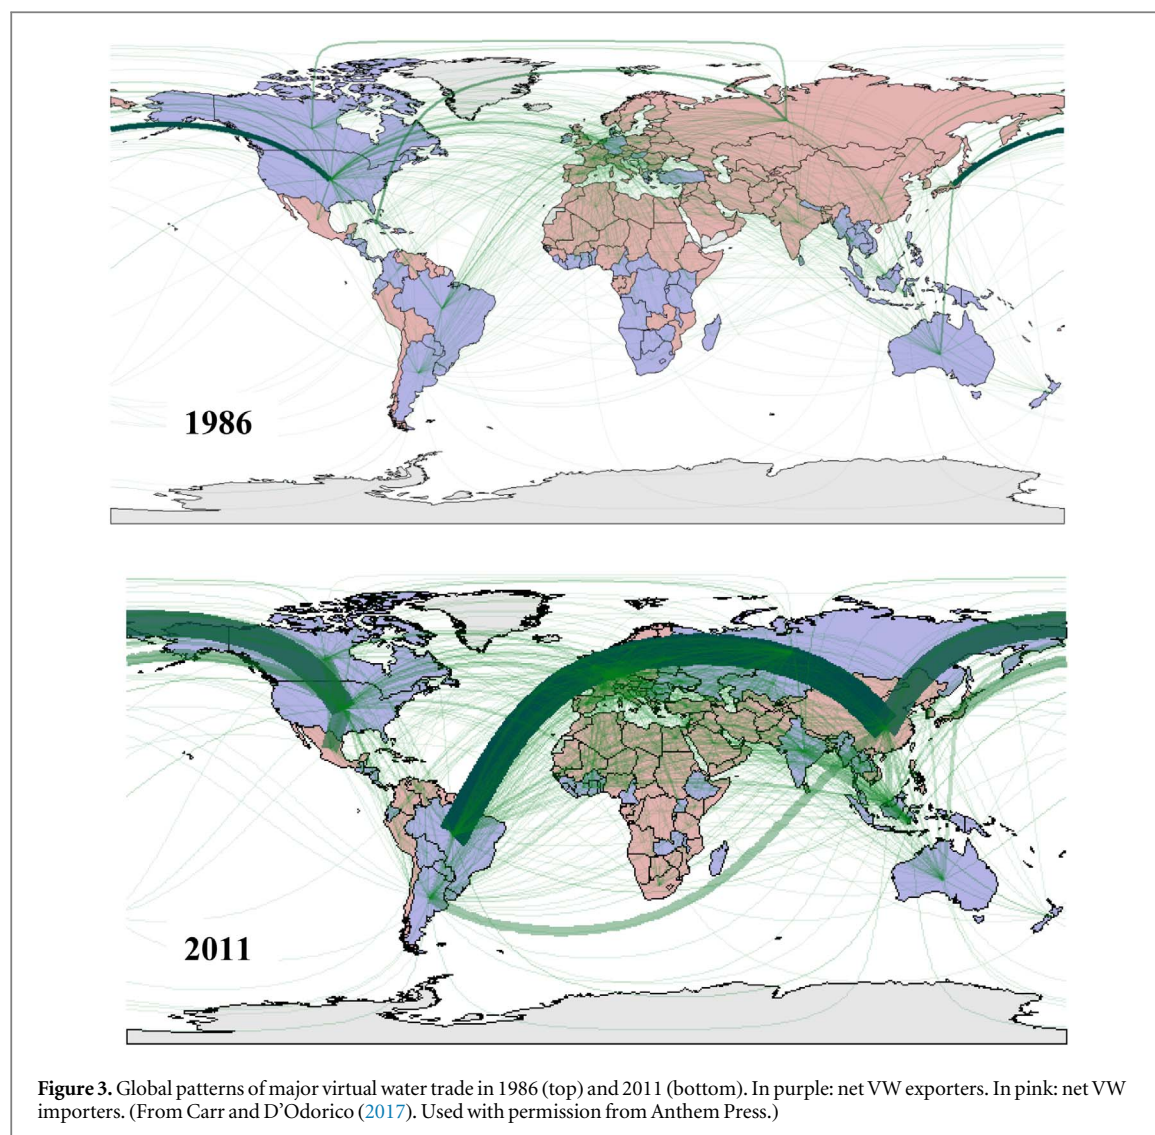 1986
2011
Figure 3. Global patterns of major virtual water trade in 1986 (top) and 2011 (bottom). In purple: net VW exporters. In pink: net VW
importers. (From Carr and D’Odorico (2017). Used with permission from Anthem Press.)